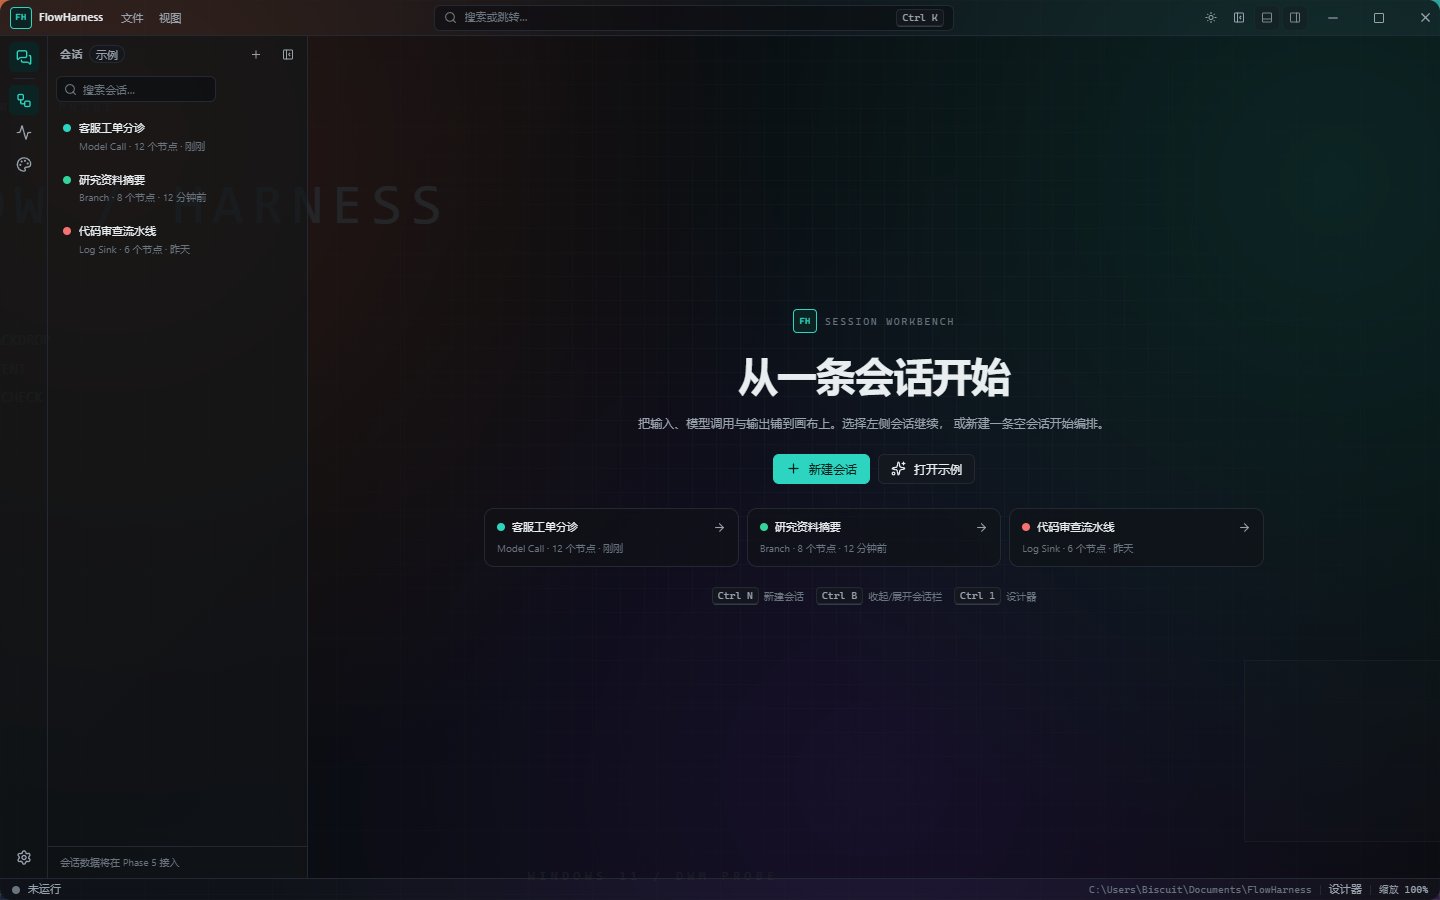 FH FlowHarness 文件 视图 搜索或跳转... Ctrl K
会话 示例
搜索会话...
客服工单分诊
Model Call · 12 个节点 · 刚刚
研究资料摘要
Branch · 8 个节点 · 12 分钟前
代码审查流水线
Log Sink · 6 个节点 · 昨天
HARNESS
FH SESSION WORKBENCH
从一条会话开始
把输入、模型调用与输出铺到画布上。选择左侧会话继续， 或新建一条空会话开始编排。
新建会话 打开示例
客服工单分诊
Model Call · 12 个节点 · 刚刚
研究资料摘要
Branch · 8 个节点 · 12 分钟前
代码审查流水线
Log Sink · 6 个节点 · 昨天
Ctrl N 新建会话 Ctrl B 收起/展开会话栏 Ctrl 1 设计器
会话数据将在 Phase 5 接入
WINDOWS 11 / DWM PROBE
未运行 C:\Users\Biscuit\Documents\FlowHarness 设计器 缩放 100%